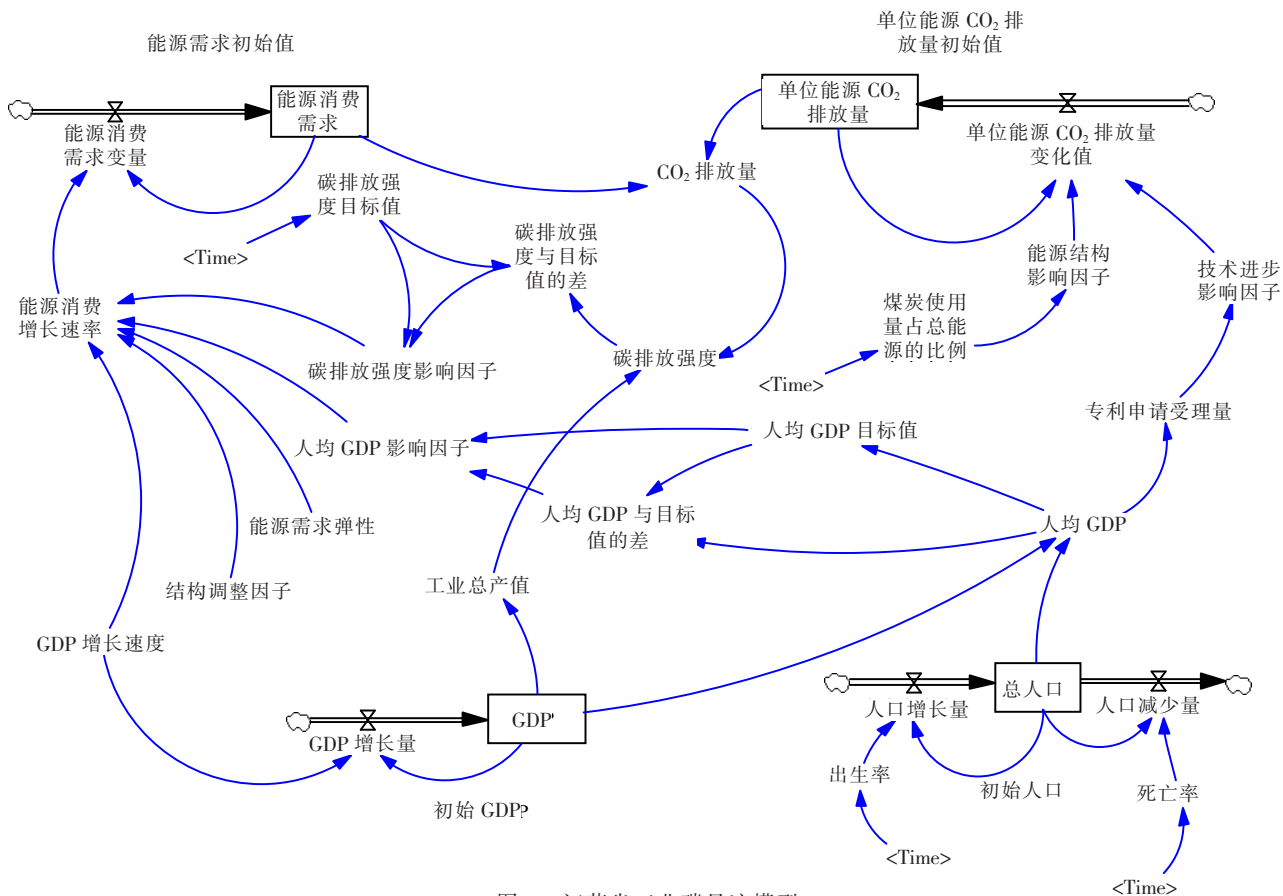 能源需求初始值
单位能源 CO₂ 排
放量初始值
能源消费
需求
单位能源 CO₂
排放量
能源消费
需求变量
单位能源 CO₂ 排放量
变化值
CO₂ 排放量
碳排放强
度目标值
<Time>
碳排放强
度与目标
值的差
能源结构
影响因子
技术进步
影响因子
能源消费
增长速率
煤炭使用
量占总能
源的比例
碳排放强度影响因子
碳排放强度
<Time>
专利申请受理量
人均 GDP 影响因子
人均 GDP 目标值
能源需求弹性
人均 GDP 与目标
值的差
人均 GDP
结构调整因子
工业总产值
GDP 增长速度
总人口
GDP'
人口增长量
人口减少量
GDP 增长量
出生率
初始人口
死亡率
初始 GDP?
<Time>
<Time>